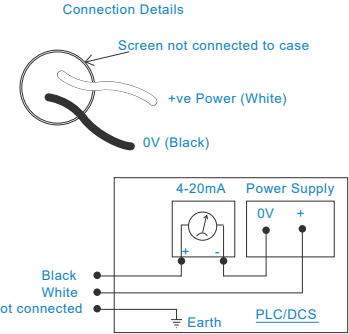 Connection Details
Screen not connected to case
+ve Power (White)
0V (Black)
4-20mA Power Supply
0V +
+ -
Black
White
ot connected
Earth
PLC/DCS